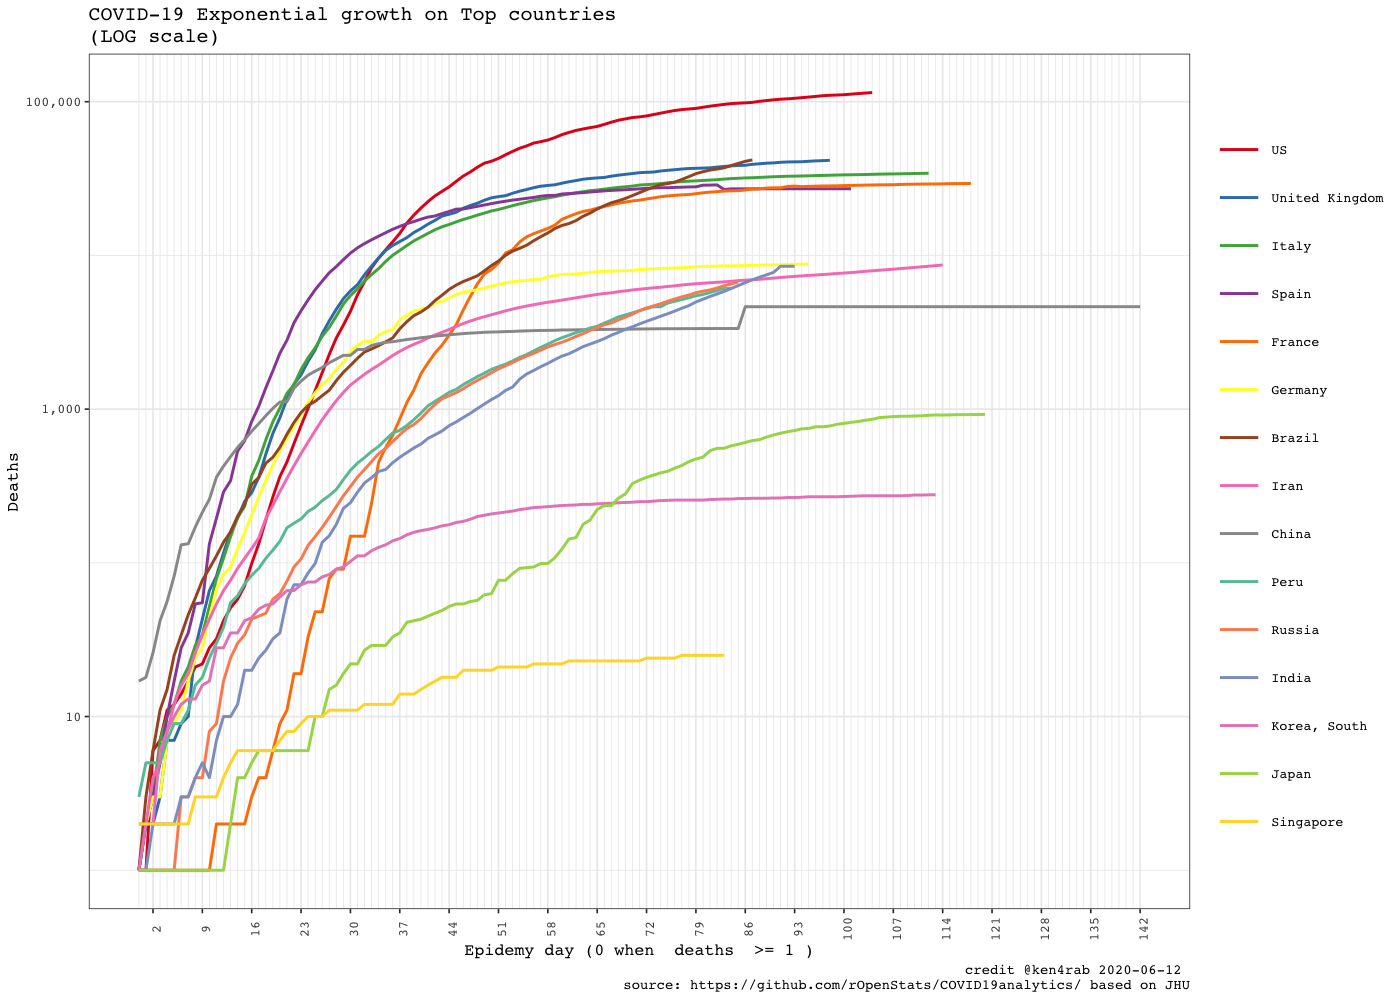 COVID-19 Exponential growth on Top countries
(LOG scale)
100,000
1,000
10
Deaths
2
9
16
23
30
37
44
51
58
65
72
79
86
93
100
107
114
121
128
135
142
Epidemy day (0 when  deaths  >= 1 )
US
United Kingdom
Italy
Spain
France
Germany
Brazil
Iran
China
Peru
Russia
India
Korea, South
Japan
Singapore
credit @ken4rab 2020-06-12
source: https://github.com/rOpenStats/COVID19analytics/ based on JHU